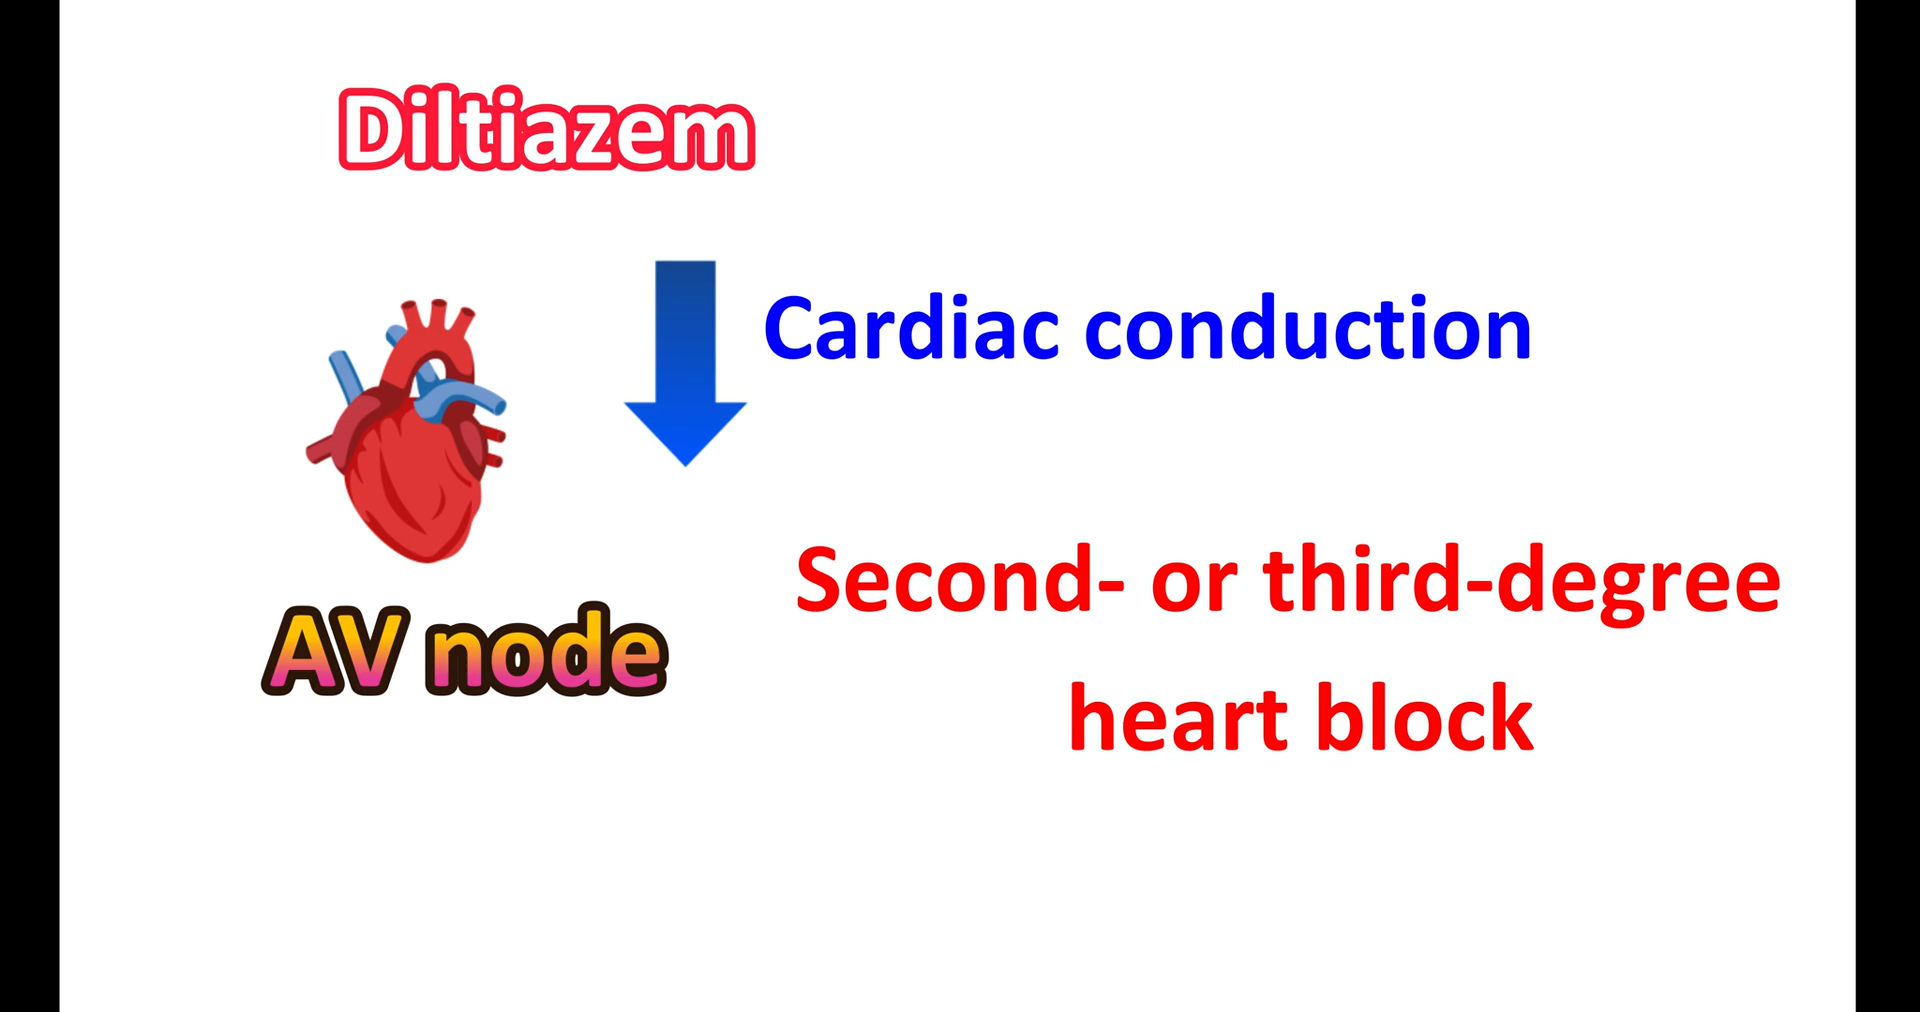 Diltiazem
Cardiac conduction
AV node
Second- or third-degree
heart block